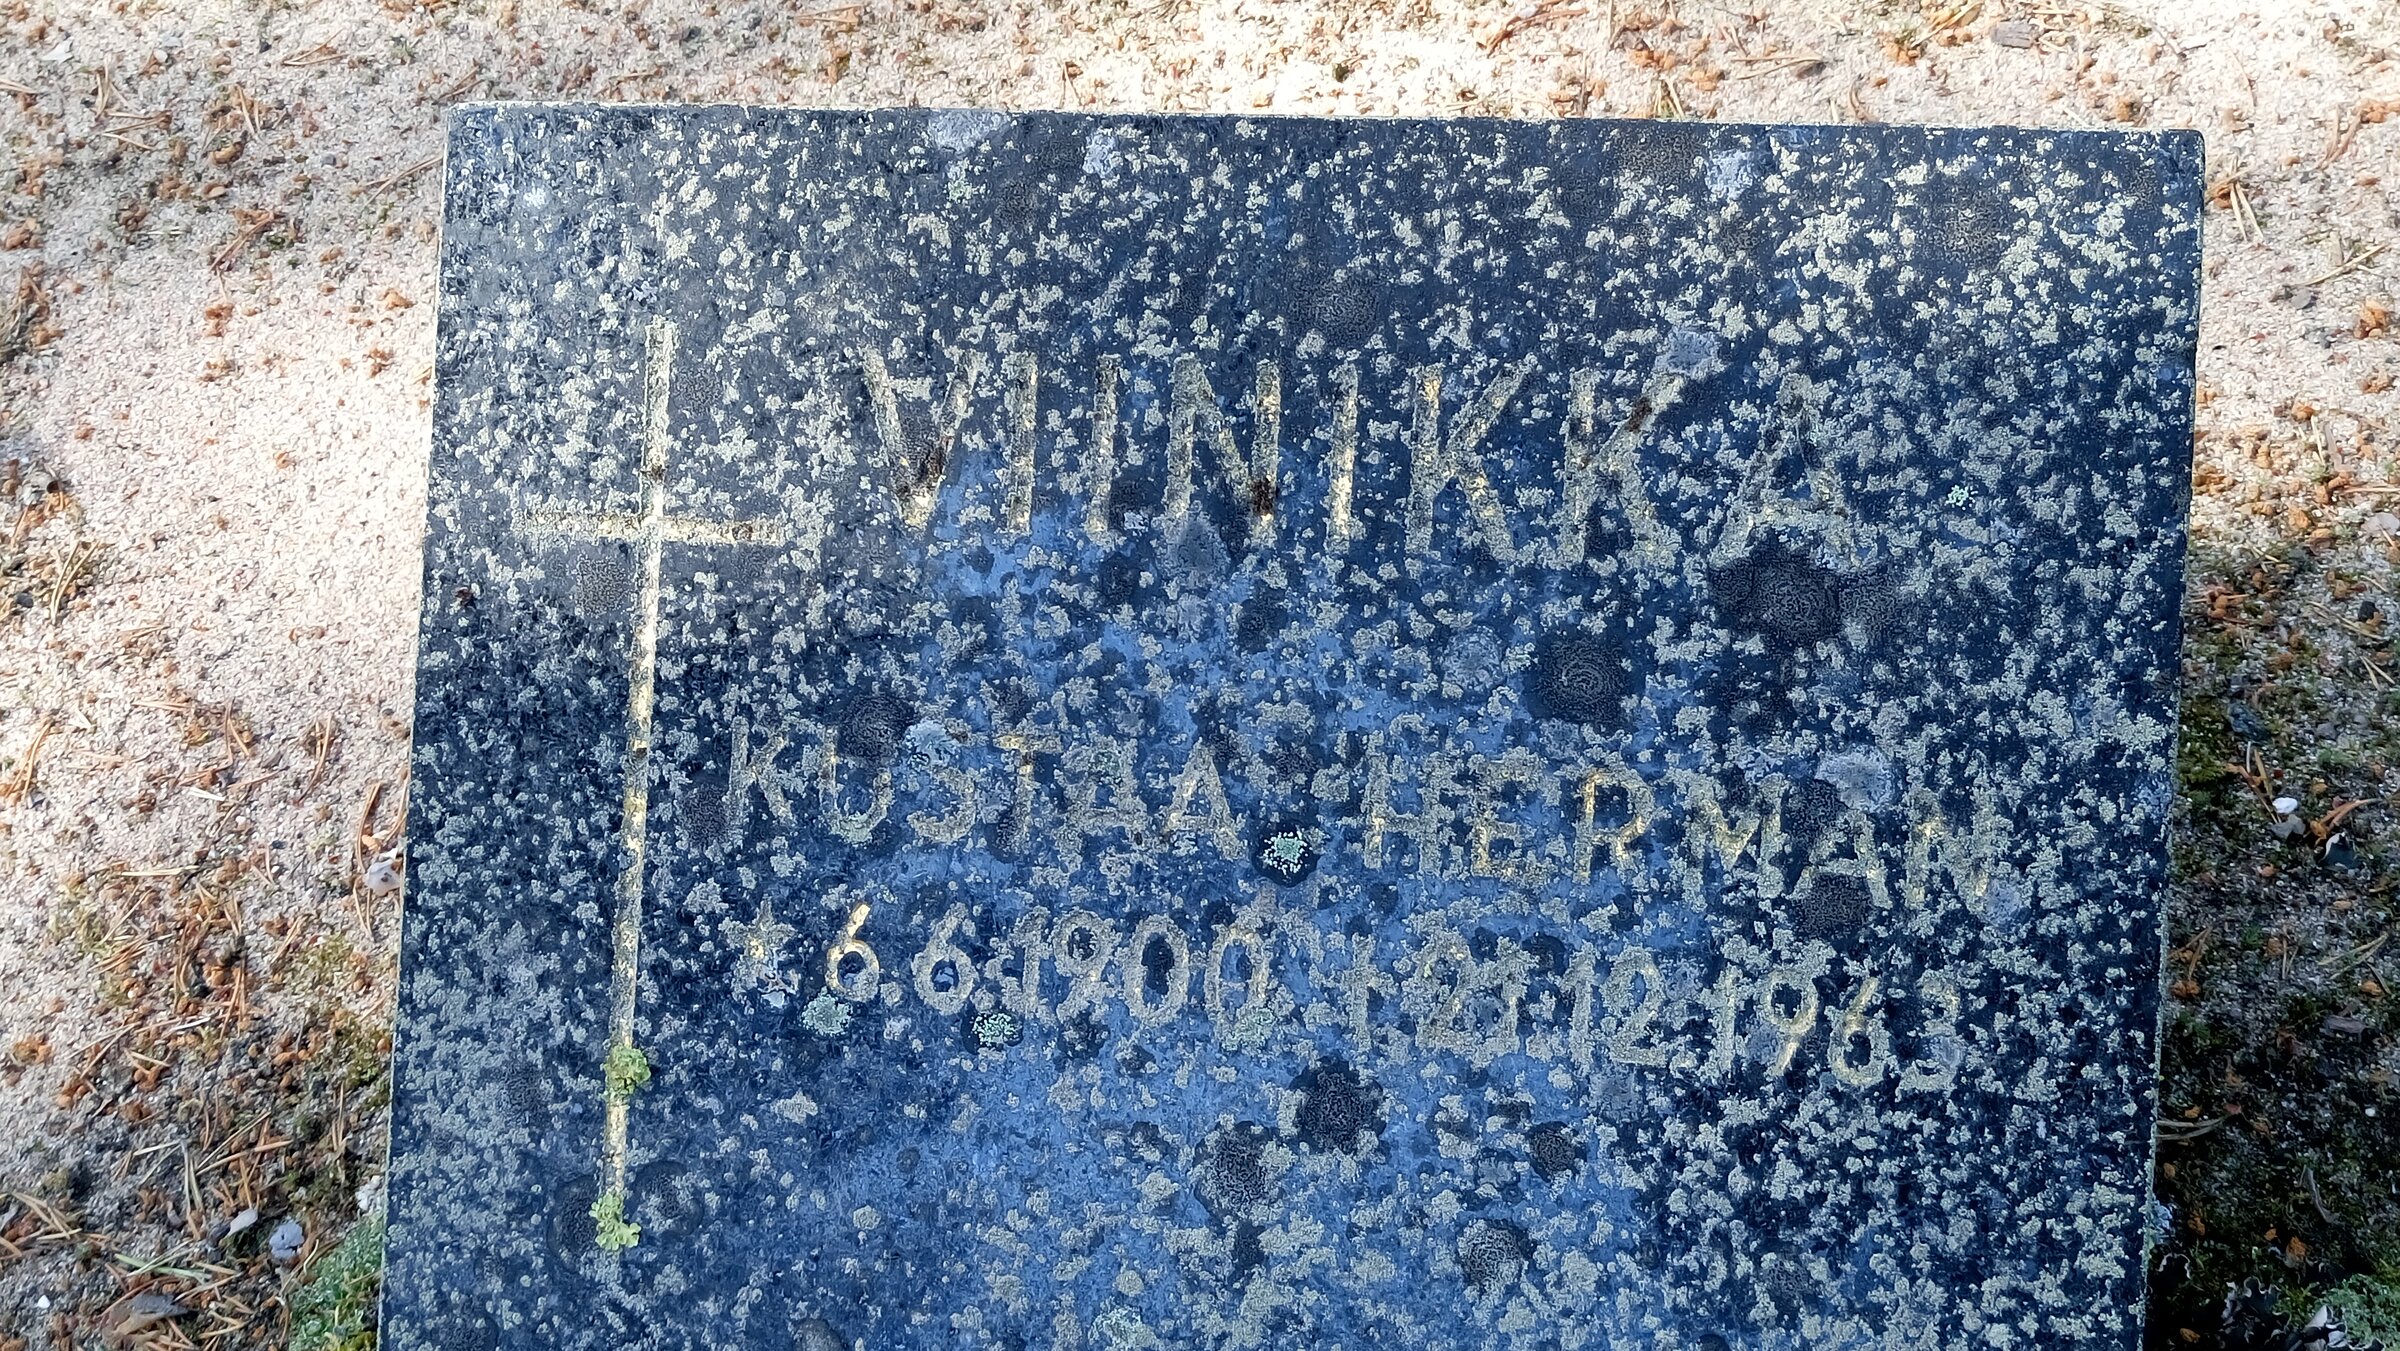 VIINIKKA
KUSTAA HERMAN
* 6.6.1900 † 21.12.1963